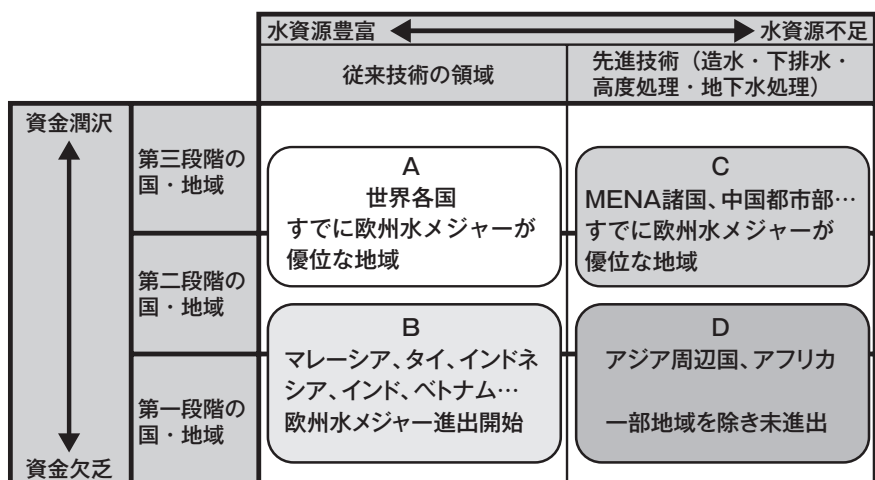 水資源豊富 水資源不足
従来技術の領域
先進技術（造水・下排水・
高度処理・地下水処理）
資金潤沢
資金欠乏
第三段階の
国・地域
第二段階の
国・地域
第一段階の
国・地域
A
世界各国
すでに欧州水メジャーが
優位な地域
C
MENA諸国、中国都市部…
すでに欧州水メジャーが
優位な地域
B
マレーシア、タイ、インドネ
シア、インド、ベトナム…
欧州水メジャー進出開始
D
アジア周辺国、アフリカ
一部地域を除き未進出